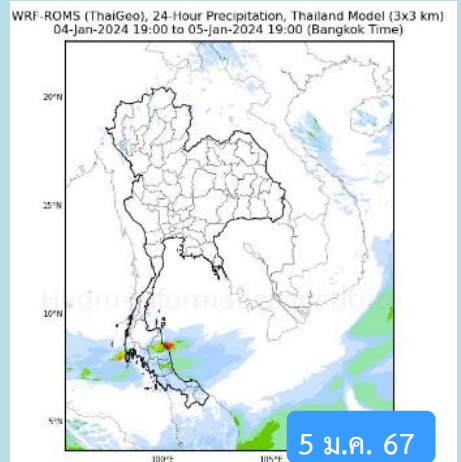 WRF-ROMS (ThaiGeo), 24-Hour Precipitation, Thailand Model (3x3 km)
04-Jan-2024 19:00 to 05-Jan-2024 19:00 (Bangkok Time)
20°N
15°N
10°N
5°N
100°E
105°E
5 ม.ค. 67